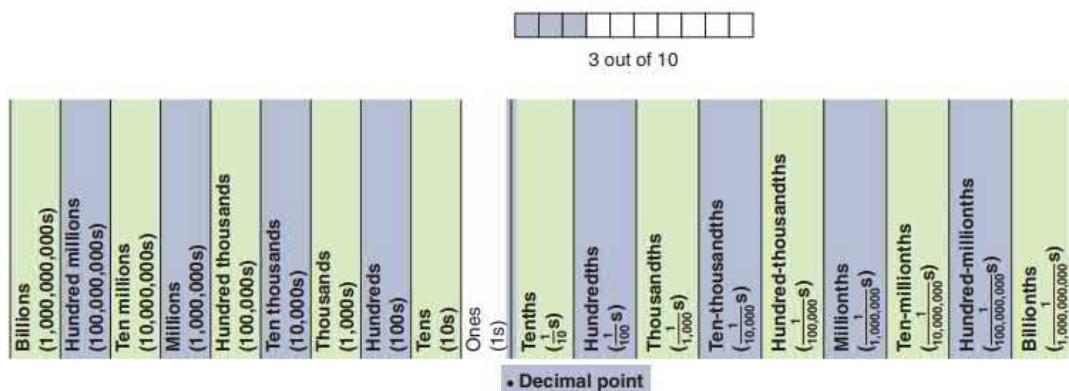 3 out of 10
Billions
(1,000,000,000s)
Hundred millions
(100,000,000s)
Ten millions
(10,000,000s)
Millions
(1,000,000s)
Hundred thousands
(100,000s)
Ten thousands
(10,000s)
Thousands
(1,000s)
Hundreds
(100s)
Tens
(10s)
Ones
(1s)
Tenths
(1/10s)
Hundredths
(1/100s)
Thousandths
(1/1,000s)
Ten-thousandths
(1/10,000s)
Hundred-thousandths
(1/100,000s)
Millionths
(1/1,000,000s)
Ten-millionths
(1/10,000,000s)
Hundred-millionths
(1/100,000,000s)
Billionths
(1/1,000,000,000s)
• Decimal point